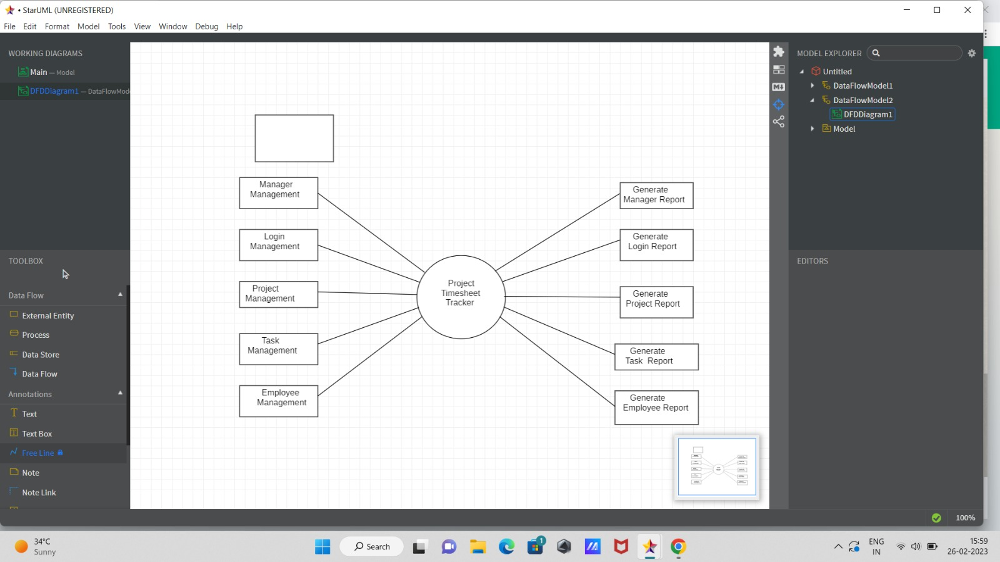 • StarUML (UNREGISTERED)
File Edit Format Model Tools View Window Debug Help
WORKING DIAGRAMS
Main — Model
DFDDiagram1 — DataFlowMod
TOOLBOX
Data Flow
External Entity
Process
Data Store
Data Flow
Annotations
Text
Text Box
Free Line
Note
Note Link
Manager
Management
Login
Management
Project
Management
Task
Management
Employee
Management
Project
Timesheet
Tracker
Generate
Manager Report
Generate
Login Report
Generate
Project Report
Generate
Task Report
Generate
Employee Report
MODEL EXPLORER
Untitled
DataFlowModel1
DataFlowModel2
DFDDiagram1
Model
EDITORS
100%
34°C
Sunny
Search
1
ENG
IN
15:59
26-02-2023